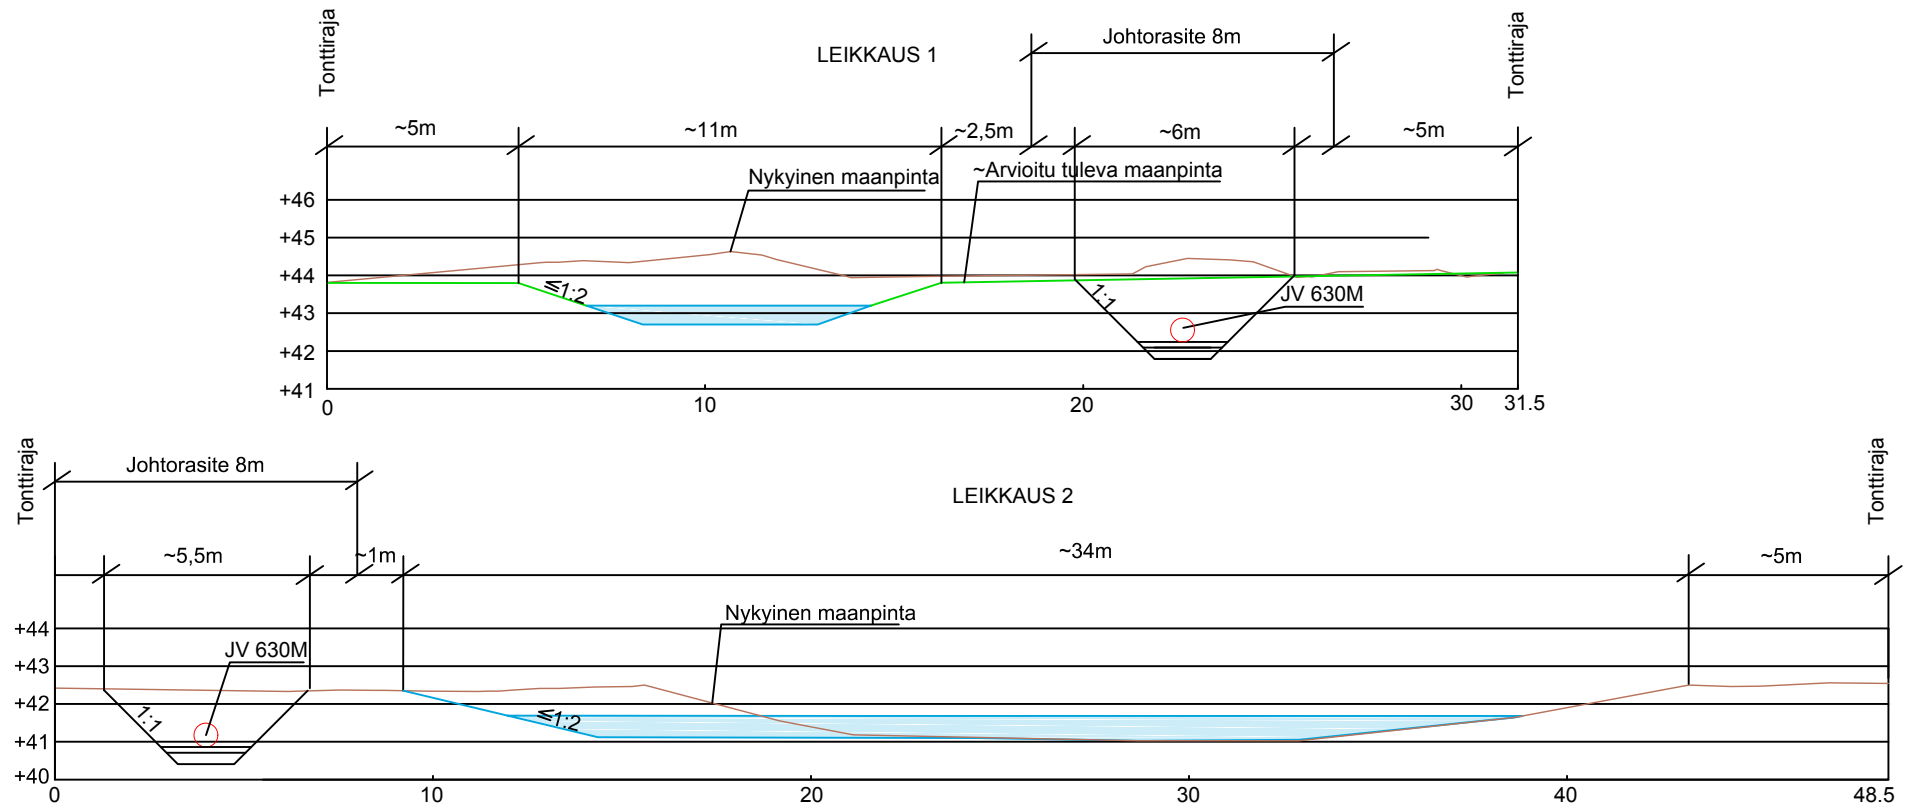 Tonttiraja
LEIKKAUS 1
Johtorasite 8m
Tonttiraja
~5m
~11m
~2,5m
~6m
~5m
Nykyinen maanpinta
~Arvioitu tuleva maanpinta
+46
+45
+44
+43
+42
+41
≤1:2
1:1
JV 630M
0
10
20
30
31.5
Tonttiraja
Johtorasite 8m
LEIKKAUS 2
Tonttiraja
~5,5m
~1m
~34m
~5m
Nykyinen maanpinta
JV 630M
+44
+43
+42
+41
+40
1:1
≤1:2
0
10
20
30
40
48.5